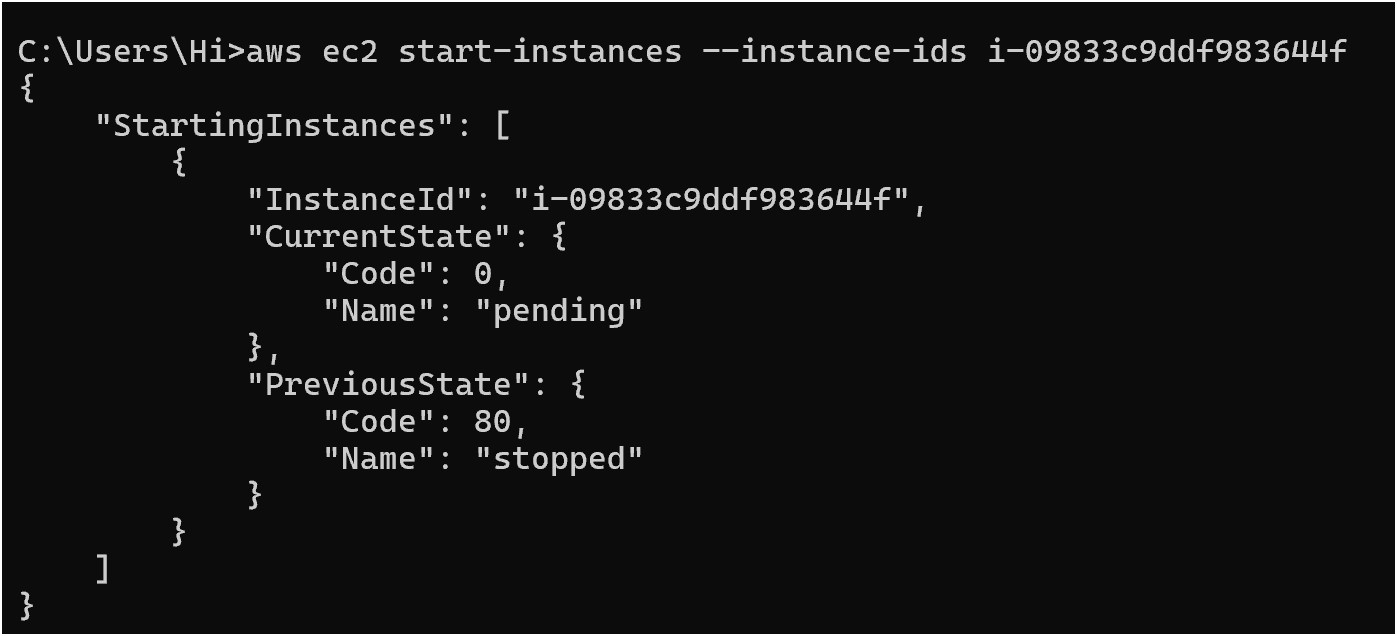 C:\Users\Hi>aws ec2 start-instances --instance-ids i-09833c9ddf983644f
{
    "StartingInstances": [
        {
            "InstanceId": "i-09833c9ddf983644f",
            "CurrentState": {
                "Code": 0,
                "Name": "pending"
            },
            "PreviousState": {
                "Code": 80,
                "Name": "stopped"
            }
        }
    ]
}